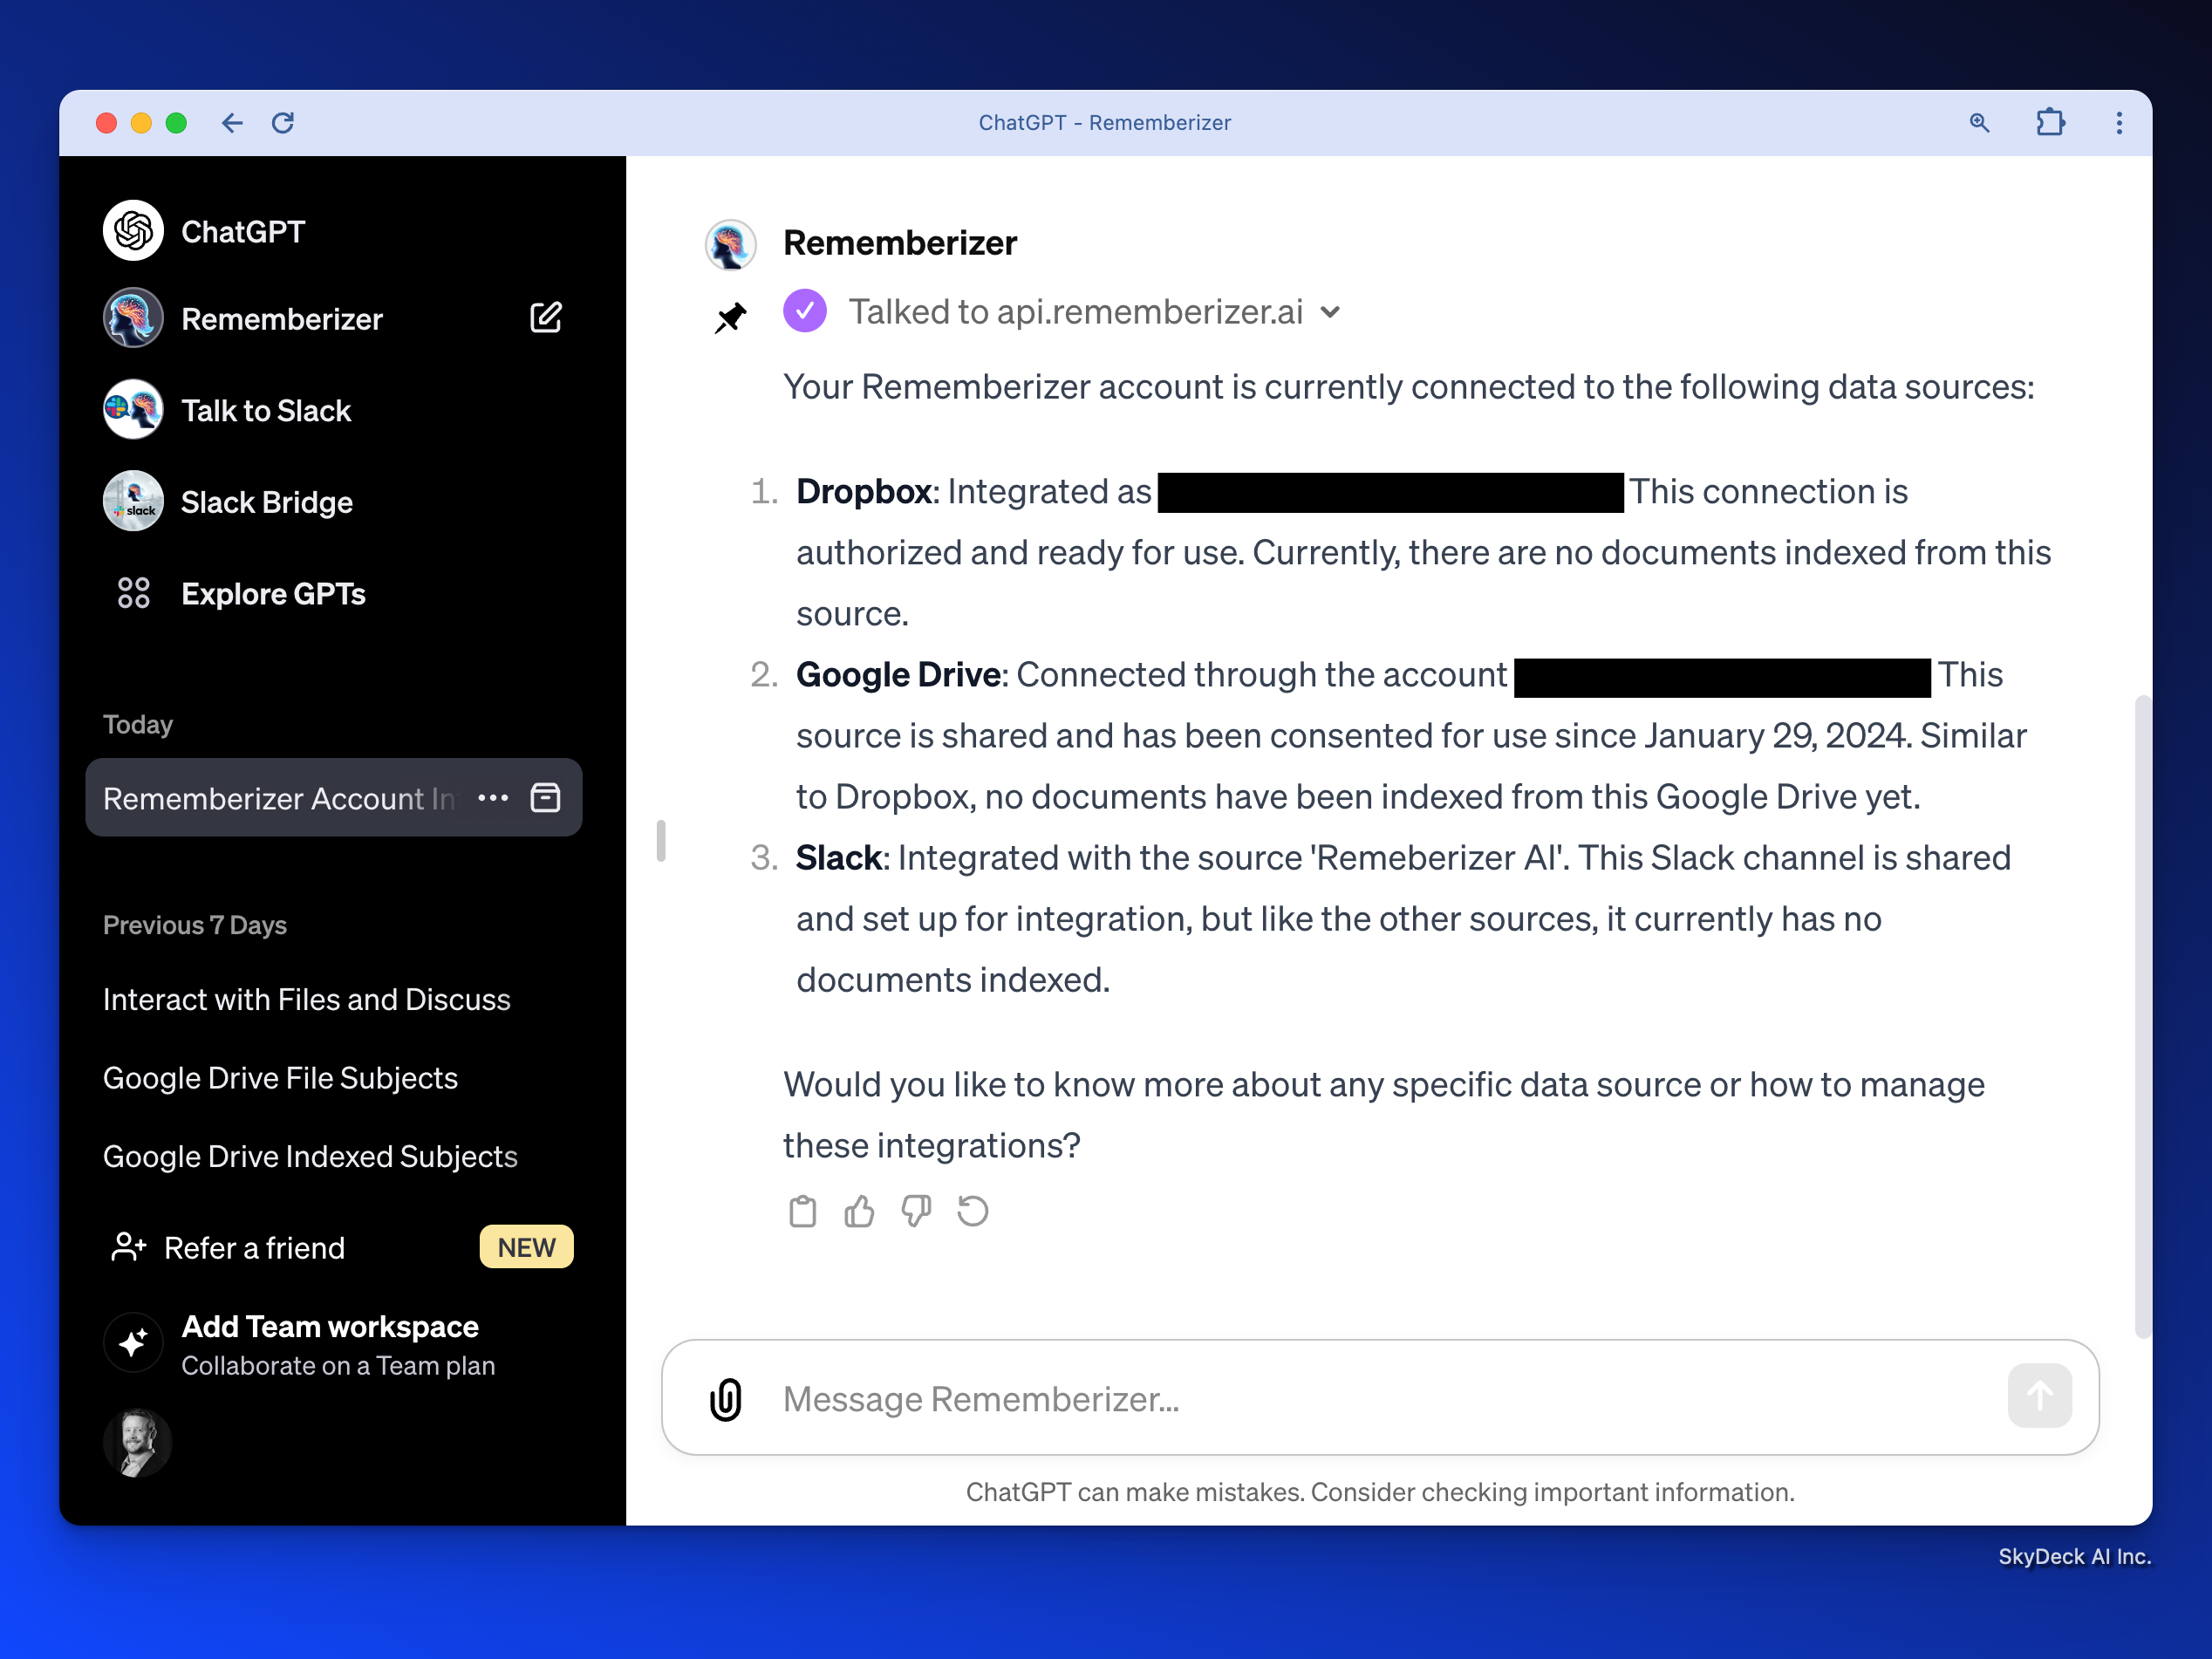 ChatGPT - Rememberizer
ChatGPT
Rememberizer
Talk to Slack
slack
Slack Bridge
Explore GPTs
Today
Rememberizer Account In
Previous 7 Days
Interact with Files and Discuss
Google Drive File Subjects
Google Drive Indexed Subjects
Refer a friend
NEW
Add Team workspace
Collaborate on a Team plan
Rememberizer
Talked to api.rememberizer.ai
Your Rememberizer account is currently connected to the following data sources:
1. Dropbox: Integrated as This connection is
authorized and ready for use. Currently, there are no documents indexed from this
source.
2. Google Drive: Connected through the account This
source is shared and has been consented for use since January 29, 2024. Similar
to Dropbox, no documents have been indexed from this Google Drive yet.
3. Slack: Integrated with the source 'Remeberizer AI'. This Slack channel is shared
and set up for integration, but like the other sources, it currently has no
documents indexed.
Would you like to know more about any specific data source or how to manage
these integrations?
Message Rememberizer...
ChatGPT can make mistakes. Consider checking important information.
SkyDeck AI Inc.